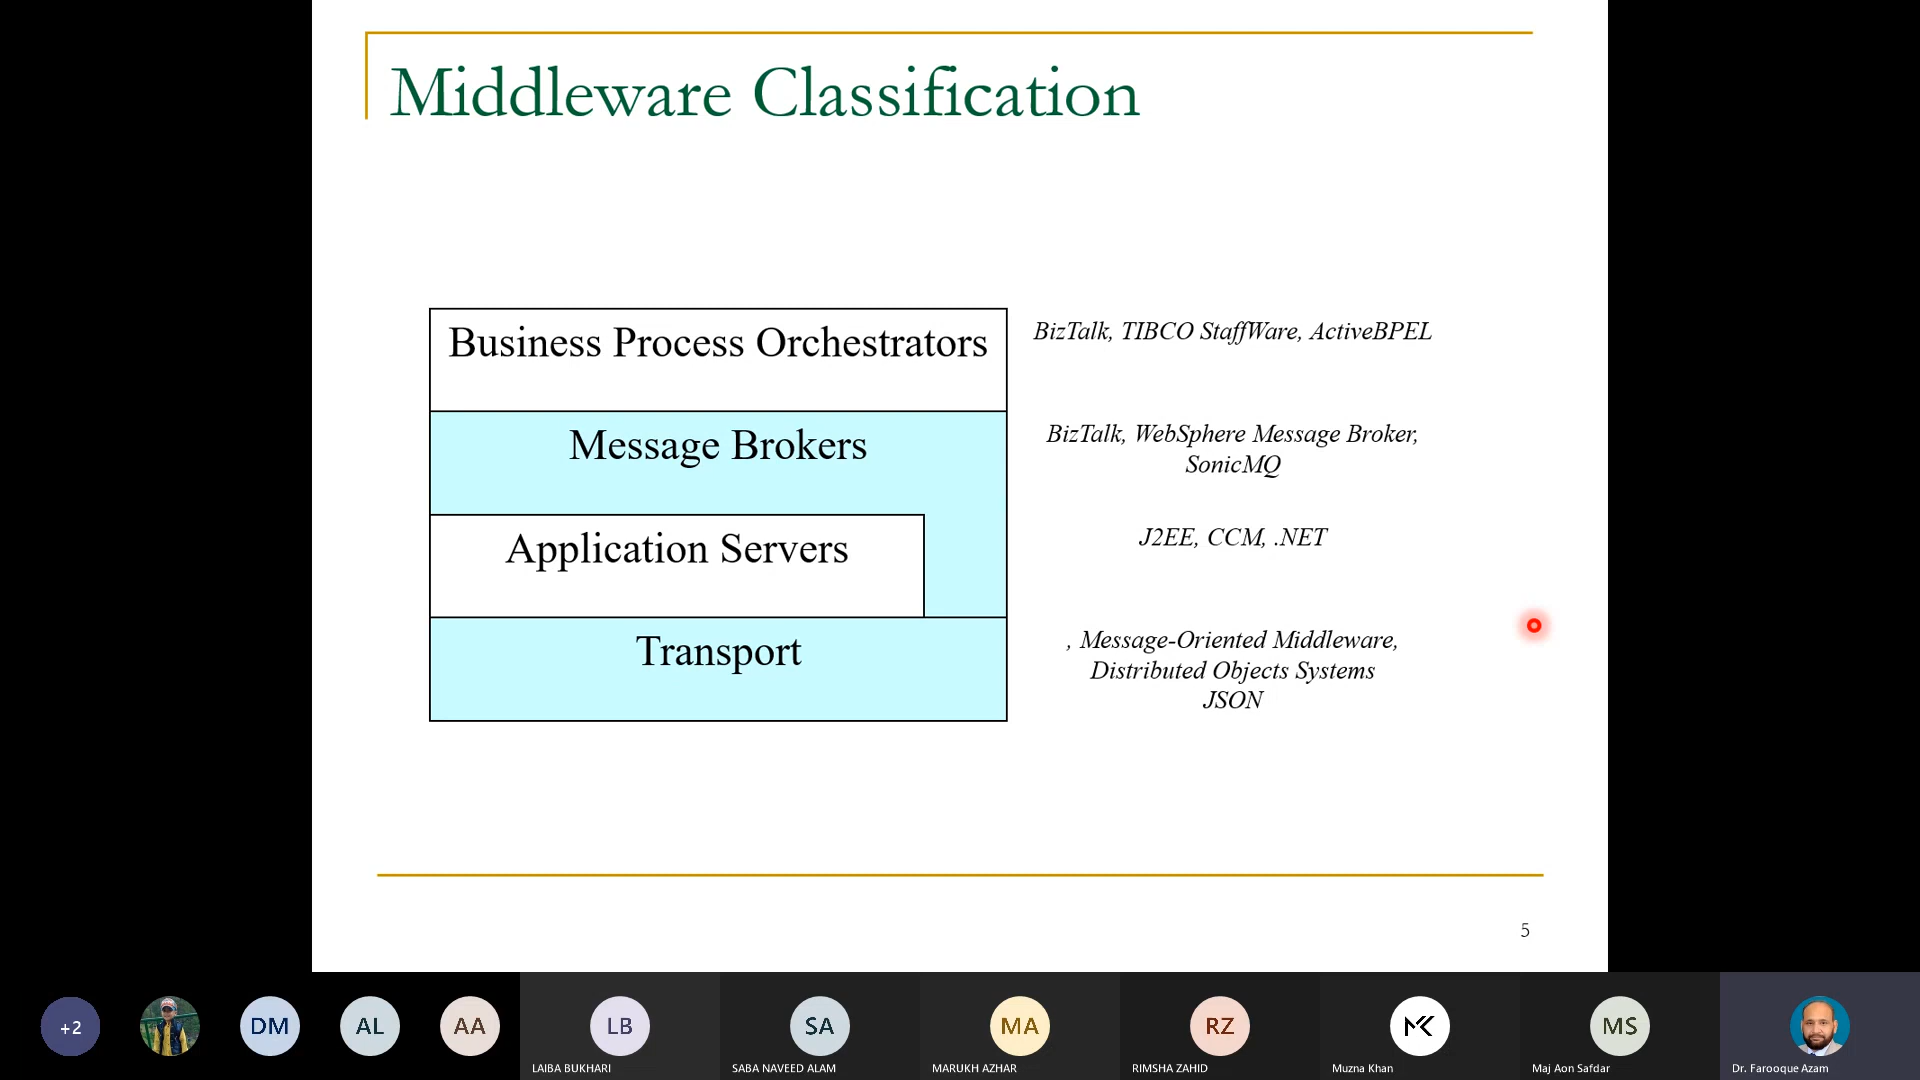 Middleware Classification
Business Process Orchestrators
BizTalk, TIBCO StaffWare, ActiveBPEL
Message Brokers
BizTalk, WebSphere Message Broker,
SonicMQ
Application Servers
J2EE, CCM, .NET
Transport
, Message-Oriented Middleware,
Distributed Objects Systems
JSON
5
+2
DM
AL
AA
LB
LAIBA BUKHARI
SA
SABA NAVEED ALAM
MA
MARUKH AZHAR
RZ
RIMSHA ZAHID
MK
Muzna Khan
MS
Maj Aon Safdar
Dr. Farooque Azam